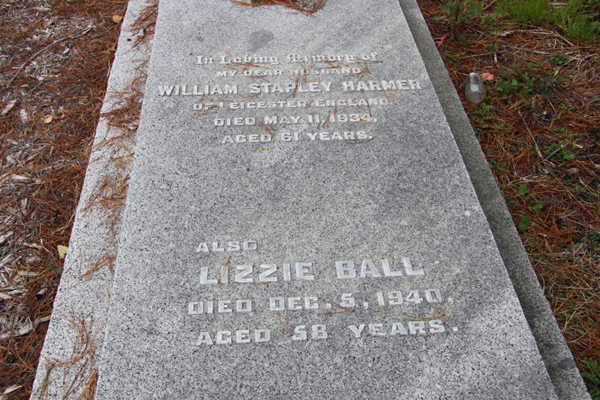 In Loving Memory of
MY DEAR HUSBAND
WILLIAM STAPLEY HARMER
OF LEICESTER ENGLAND,
DIED MAY 11, 1934,
AGED 61 YEARS.
ALSO
LIZZIE BALL
DIED DEC. 5, 1940.
AGED 58 YEARS.